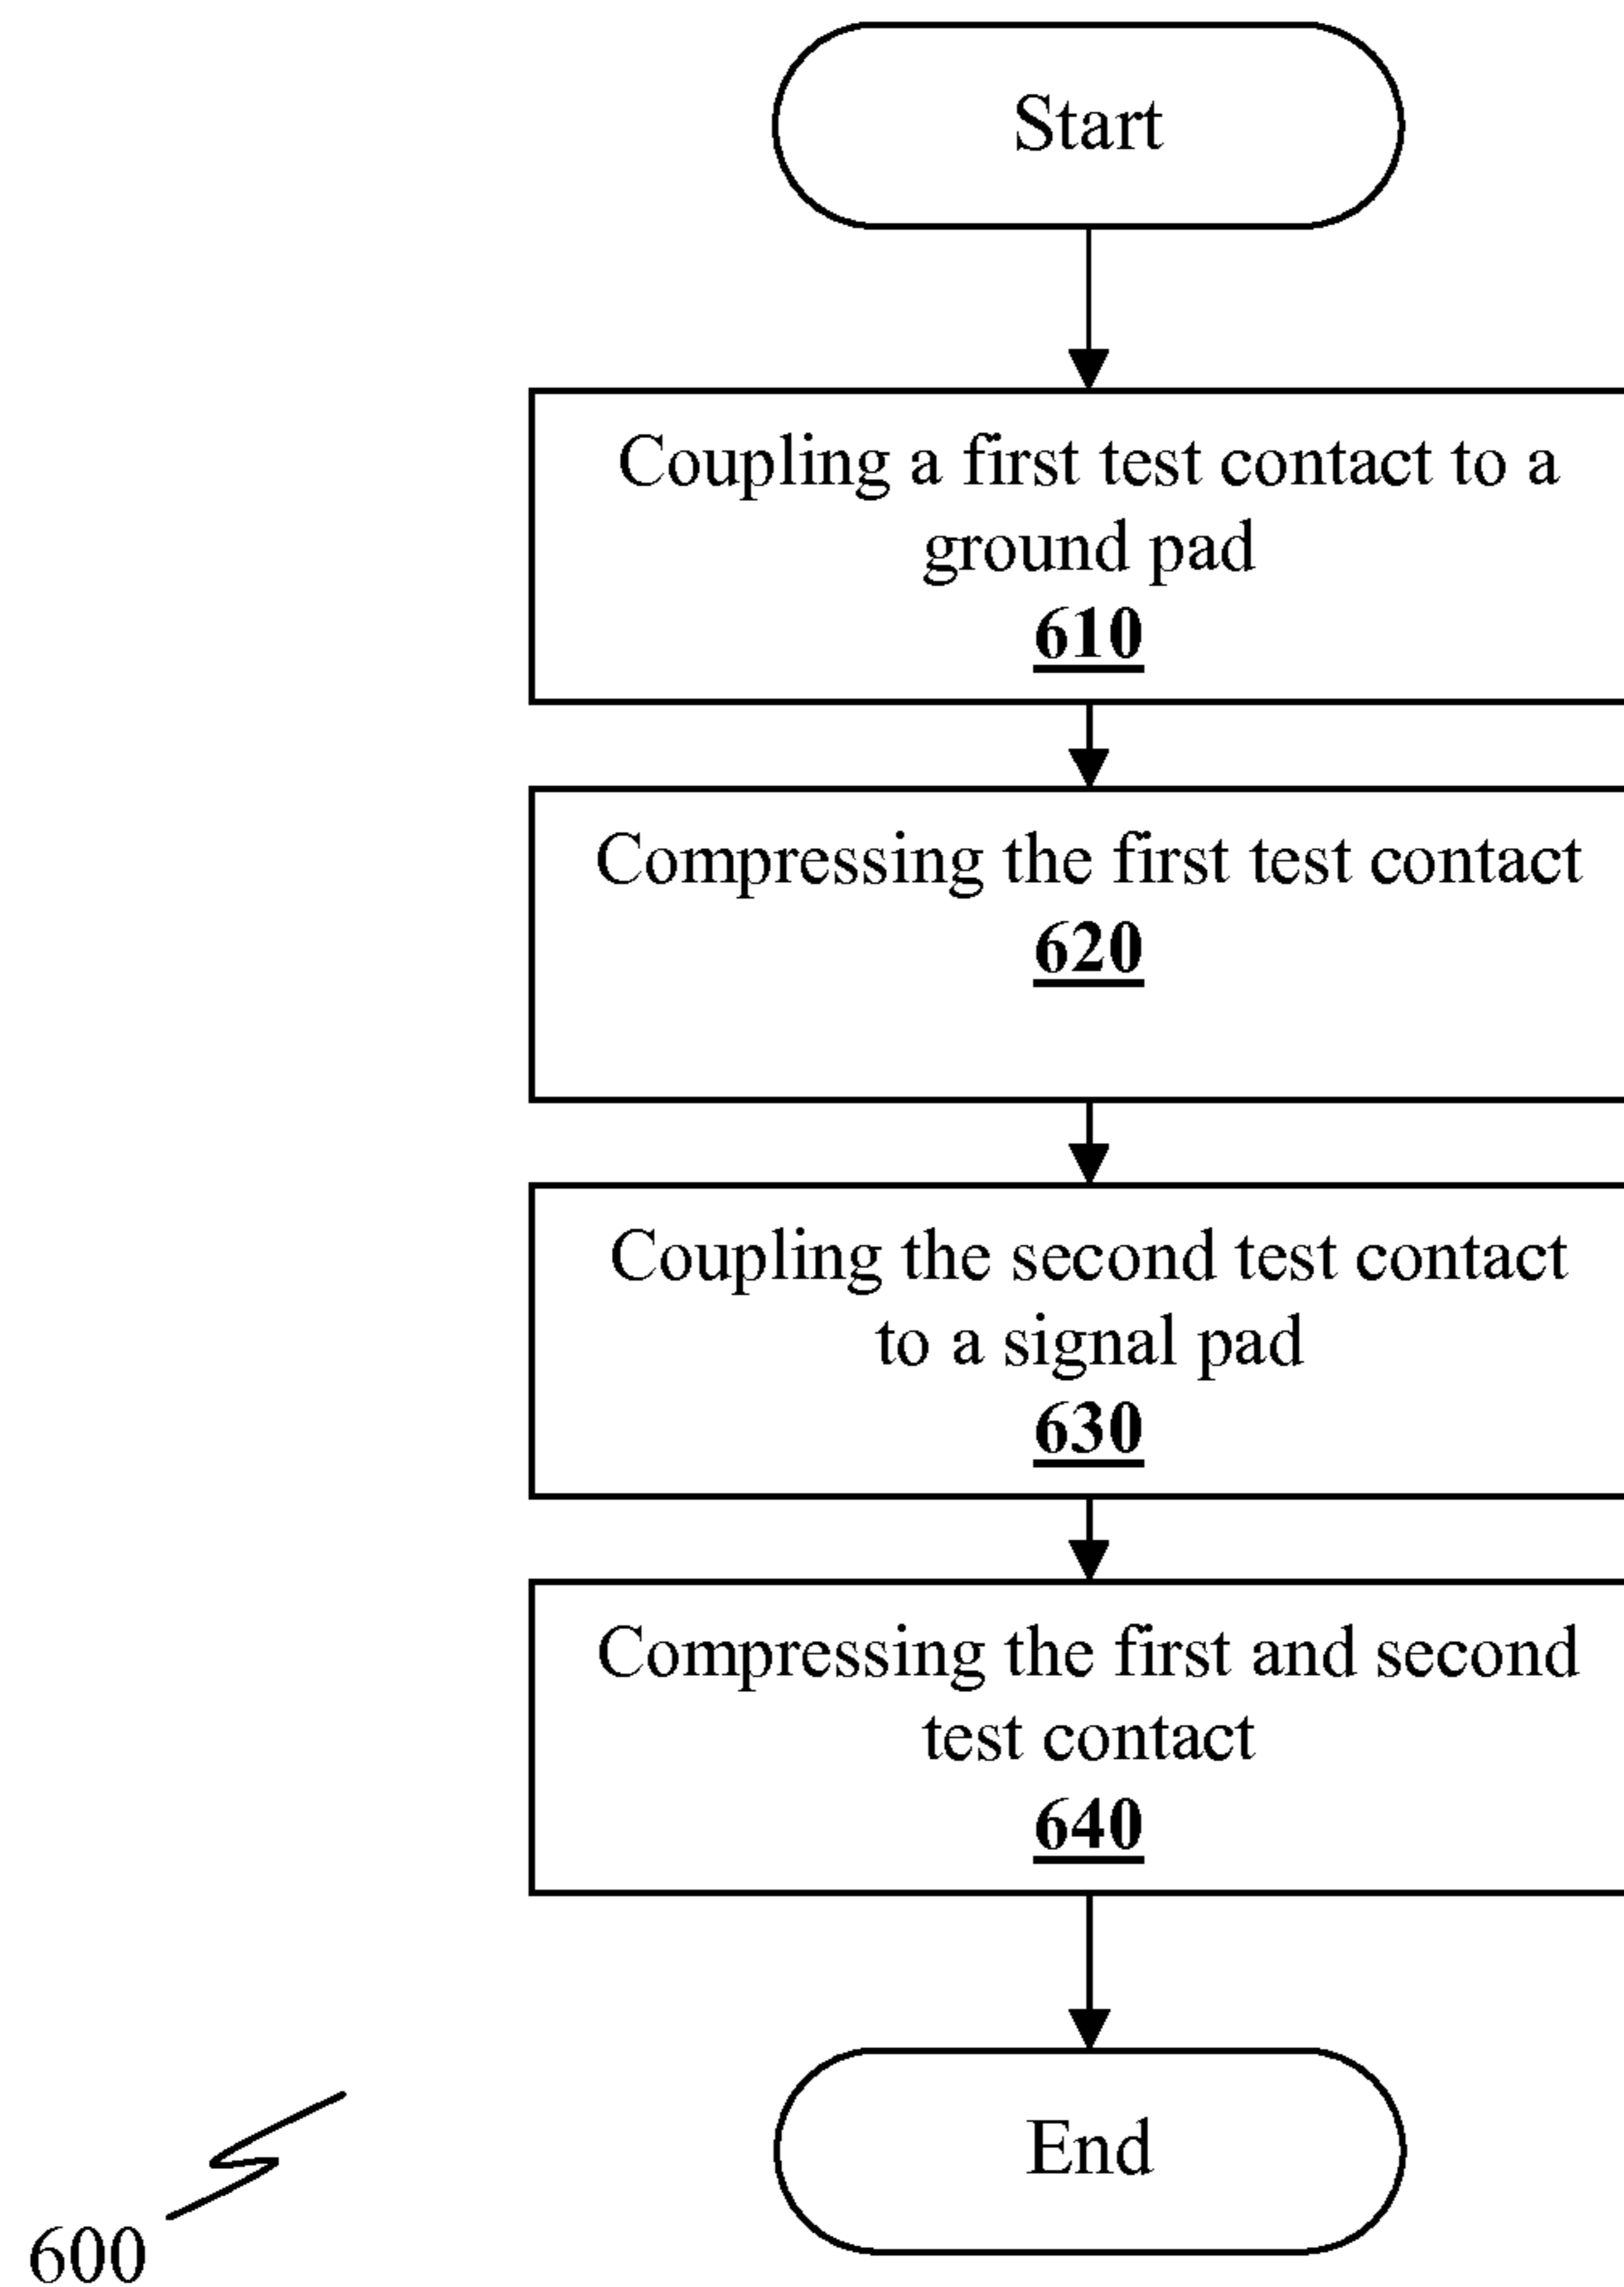 Start
Coupling a first test contact to a
ground pad
610
Compressing the first test contact
620
Coupling the second test contact
to a signal pad
630
Compressing the first and second
test contact
640
End
600